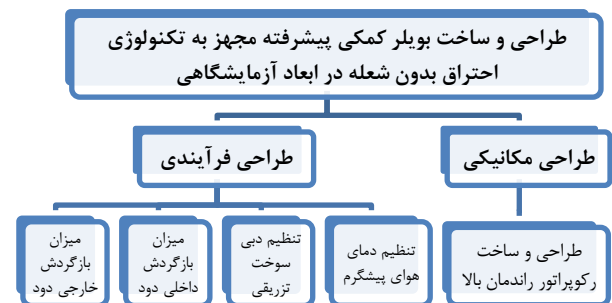 طراحی و ساخت بویلر کمکی پیشرفته مجهز به تکنولوژی
احتراق بدون شعله در ابعاد آزمایشگاهی
طراحی مکانیکی
طراحی فرآیندی
طراحی و ساخت
رکوپراتور راندمان بالا
تنظیم دمای
هوای پیشگرم
تنظیم دبی
سوخت
تزریقی
میزان
بازگردش
داخلی دود
میزان
بازگردش
خارجی دود